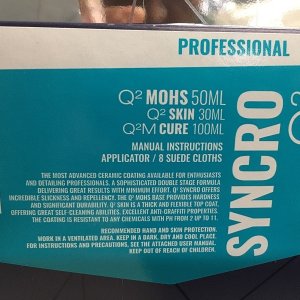 PROFESSIONAL
Q² MOHS 50ML
Q² SKIN 30ML
Q²M CURE 100ML
MANUAL INSTRUCTIONS
APPLICATOR / 8 SUEDE CLOTHS
THE MOST ADVANCED CERAMIC COATING AVAILABLE FOR ENTHUSIASTS
AND DETAILING PROFESSIONALS. A SOPHISTICATED DOUBLE STAGE FORMULA
DELIVERING GREAT RESULTS WITH MINIMUM EFFORT. Q² SYNCRO OFFERS
INCREDIBLE SLICKNESS AND REPELLENCY. THE Q² MOHS BASE PROVIDES HARDNESS
AND SIGNIFICANT DURABILITY. Q² SKIN IS A THICK AND FLEXIBLE TOP COAT,
OFFERING GREAT SELF-CLEANING ABILITIES. EXCELLENT ANTI-GRAFFITI PROPERTIES.
THE COATING IS RESISTANT TO ANY CHEMICALS WITH PH FROM 2 UP TO 11.
RECOMMENDED HAND AND SKIN PROTECTION.
WORK IN A VENTILATED AREA. KEEP IN A DARK, DRY AND COOL PLACE.
FOR INSTRUCTIONS AND PRECAUTIONS, SEE THE ATTACHED USER MANUAL.
KEEP OUT OF REACH OF CHILDREN.
SYNCRO